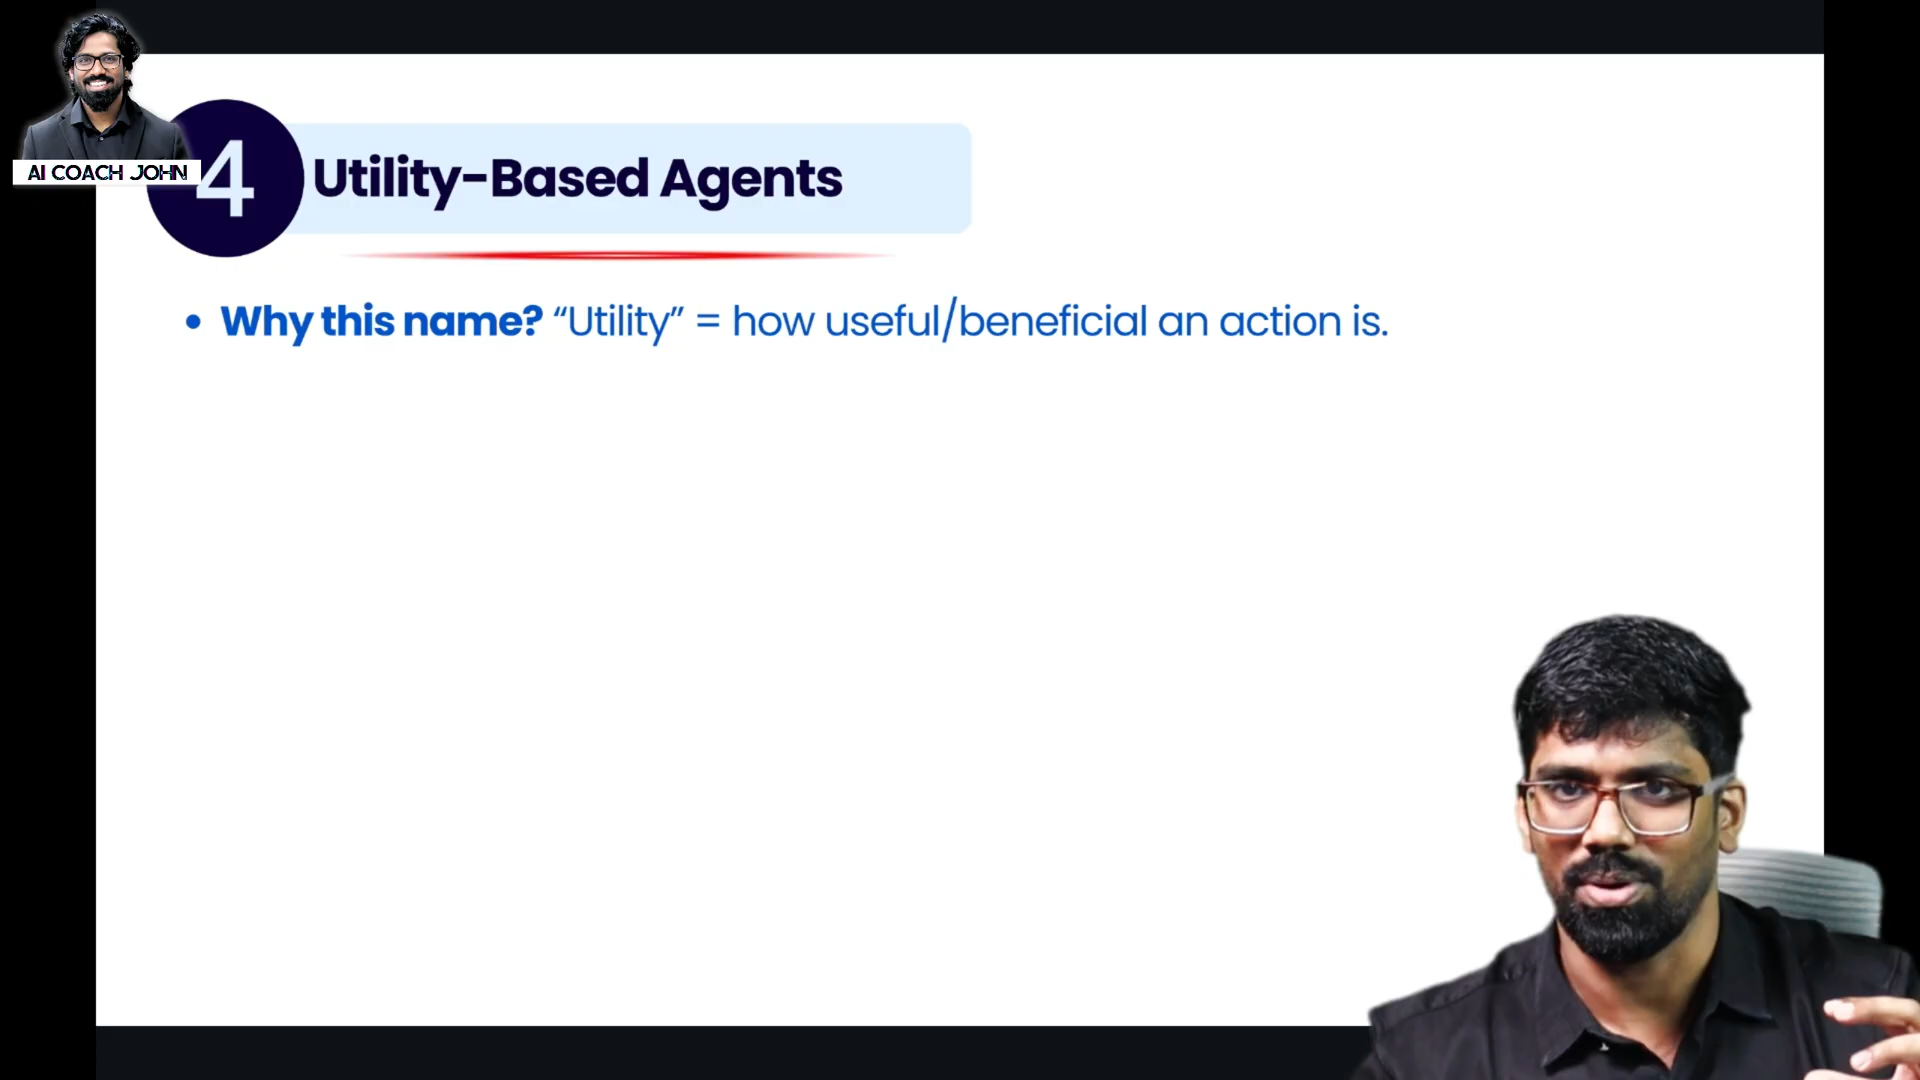 AI COACH JOHN
4
Utility-Based Agents
• Why this name? “Utility” = how useful/beneficial an action is.